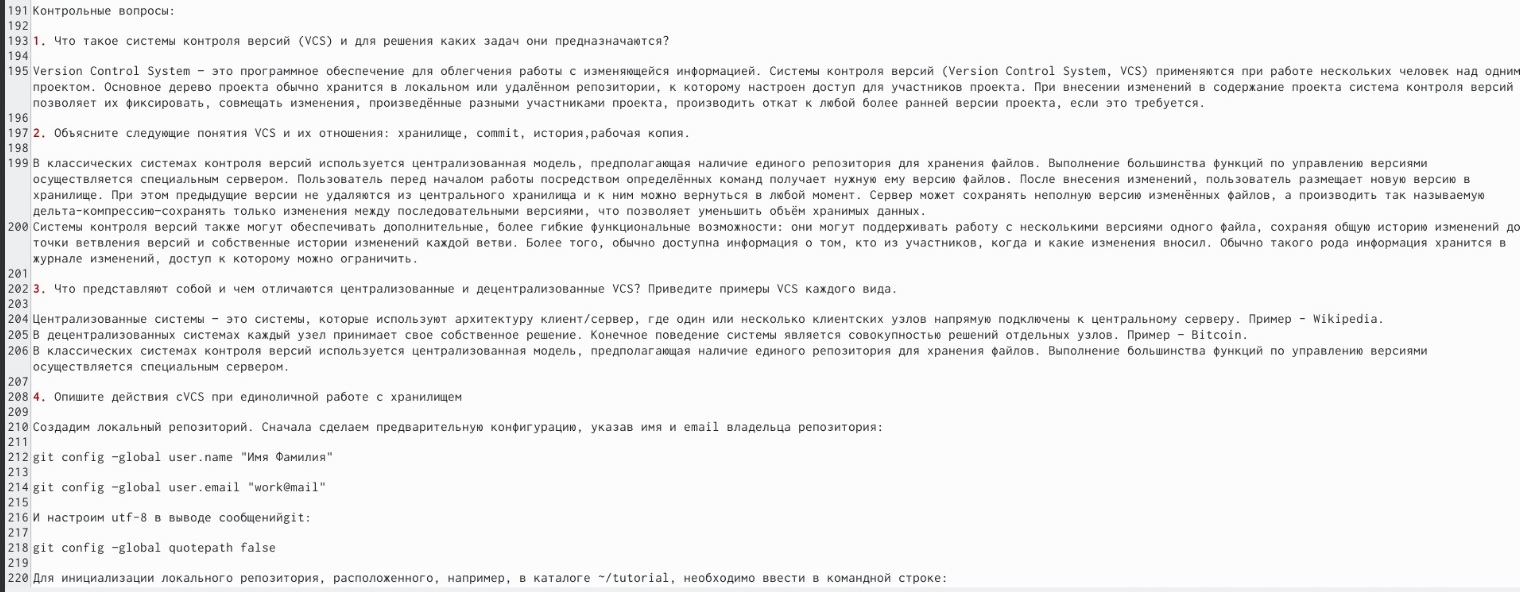 191 Контрольные вопросы:
192
193 1. Что такое системы контроля версий (VCS) и для решения каких задач они предназначаются?
194
195 Version Control System – это программное обеспечение для облегчения работы с изменяющейся информацией. Системы контроля версий (Version Control System, VCS) применяются при работе нескольких человек над одним
проектом. Основное дерево проекта обычно хранится в локальном или удалённом репозитории, к которому настроен доступ для участников проекта. При внесении изменений в содержание проекта система контроля версий
позволяет их фиксировать, совмещать изменения, произведённые разными участниками проекта, производить откат к любой более ранней версии проекта, если это требуется.
196
197 2. Объясните следующие понятия VCS и их отношения: хранилище, commit, история,рабочая копия.
198
199 В классических системах контроля версий используется централизованная модель, предполагающая наличие единого репозитория для хранения файлов. Выполнение большинства функций по управлению версиями
осуществляется специальным сервером. Пользователь перед началом работы посредством определённых команд получает нужную ему версию файлов. После внесения изменений, пользователь размещает новую версию в
хранилище. При этом предыдущие версии не удаляются из центрального хранилища и к ним можно вернуться в любой момент. Сервер может сохранять неполную версию изменённых файлов, а производить так называемую
дельта-компрессию–сохранять только изменения между последовательными версиями, что позволяет уменьшить объём хранимых данных.
200 Системы контроля версий также могут обеспечивать дополнительные, более гибкие функциональные возможности: они могут поддерживать работу с несколькими версиями одного файла, сохраняя общую историю изменений до
точки ветвления версий и собственные истории изменений каждой ветви. Более того, обычно доступна информация о том, кто из участников, когда и какие изменения вносил. Обычно такого рода информация хранится в
журнале изменений, доступ к которому можно ограничить.
201
202 3. Что представляют собой и чем отличаются централизованные и децентрализованные VCS? Приведите примеры VCS каждого вида.
203
204 Централизованные системы – это системы, которые используют архитектуру клиент/сервер, где один или несколько клиентских узлов напрямую подключены к центральному серверу. Пример - Wikipedia.
205 В децентрализованных системах каждый узел принимает свое собственное решение. Конечное поведение системы является совокупностью решений отдельных узлов. Пример – Bitcoin.
206 В классических системах контроля версий используется централизованная модель, предполагающая наличие единого репозитория для хранения файлов. Выполнение большинства функций по управлению версиями
осуществляется специальным сервером.
207
208 4. Опишите действия сVCS при единоличной работе с хранилищем
209
210 Создадим локальный репозиторий. Сначала сделаем предварительную конфигурацию, указав имя и email владельца репозитория:
211
212 git config –global user.name "Имя Фамилия"
213
214 git config –global user.email "work@mail"
215
216 И настроим utf-8 в выводе сообщенийgit:
217
218 git config –global quotepath false
219
220 Для инициализации локального репозитория, расположенного, например, в каталоге ~/tutorial, необходимо ввести в командной строке: